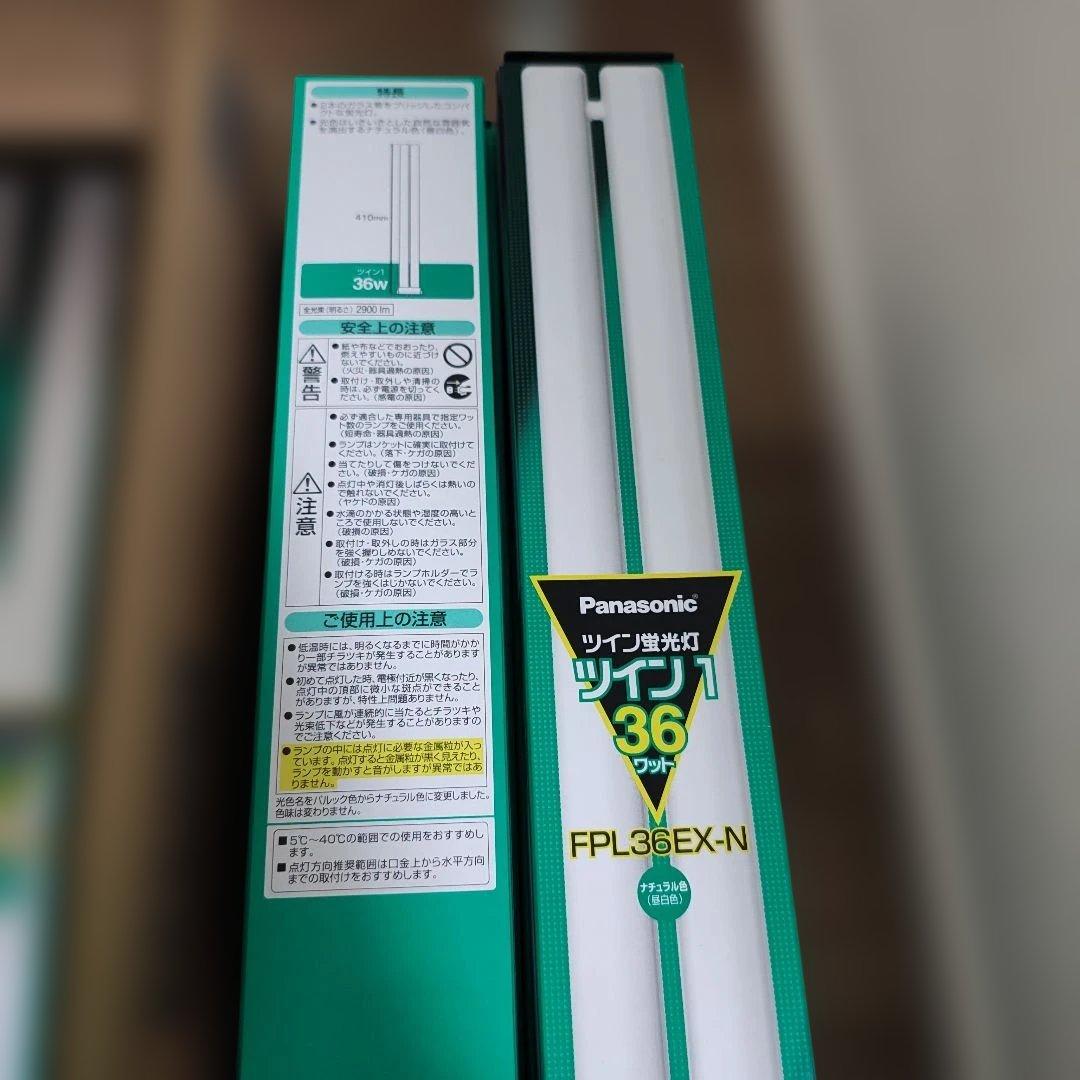 特長
●2本のガラス管をブリッジしたコンパ
クトな蛍光灯。
●光色はいきいきとした自然な雰囲気
を演出するナチュラル色(昼白色)。
410mm
ツイン1
36W
全光束(明るさ) 2900 lm
安全上の注意
警告
●紙や布などでおおったり、
燃えやすいものに近づけ
ないでください。
(火災・器具過熱の原因)
●取付け・取外しや清掃の
時は、必ず電源を切ってく
ださい。(感電の原因)
注意
●必ず適合した専用器具で指定ワッ
ト数のランプをご使用ください。
(短寿命・器具過熱の原因)
●ランプはソケットに確実に取付けて
ください。(落下・ケガの原因)
●当てたりして傷をつけないでくだ
さい。(破損・ケガの原因)
●点灯中や消灯後しばらくは熱いの
で触れないでください。
(ヤケドの原因)
●水滴のかかる状態や湿度の高いと
ころで使用しないでください。
(破損の原因)
●取付け・取外しの時はガラス部分
を強く握りしめないでください。
(破損・ケガの原因)
●取付ける時はランプホルダーでラ
ンプを強くはじかないでください。
(破損・ケガの原因)
ご使用上の注意
●低温時には、明るくなるまでに時間がかか
り一部チラツキが発生することがあります
が異常ではありません。
●初めて点灯した時、電極付近が黒くなったり、
点灯中の頂部に微小な斑点ができること
がありますが、特性上問題ありません。
●ランプに風が連続的に当たるとチラツキや
光束低下などが発生することがありますの
でご注意ください。
●ランプの中には点灯に必要な金属粒が入っ
ています。点灯すると金属粒が黒く見えたり、
ランプを動かすと音がしますが異常ではあ
りません。
光色名をパルック色からナチュラル色に変更しました。
色味は変わりません。
■5℃〜40℃の範囲での使用をおすすめし
ます。
■点灯方向推奨範囲は口金上から水平方向
までの取付けをおすすめします。
Panasonic
ツイン蛍光灯
ツイン1
36
ワット
FPL36EX-N
ナチュラル色
(昼白色)